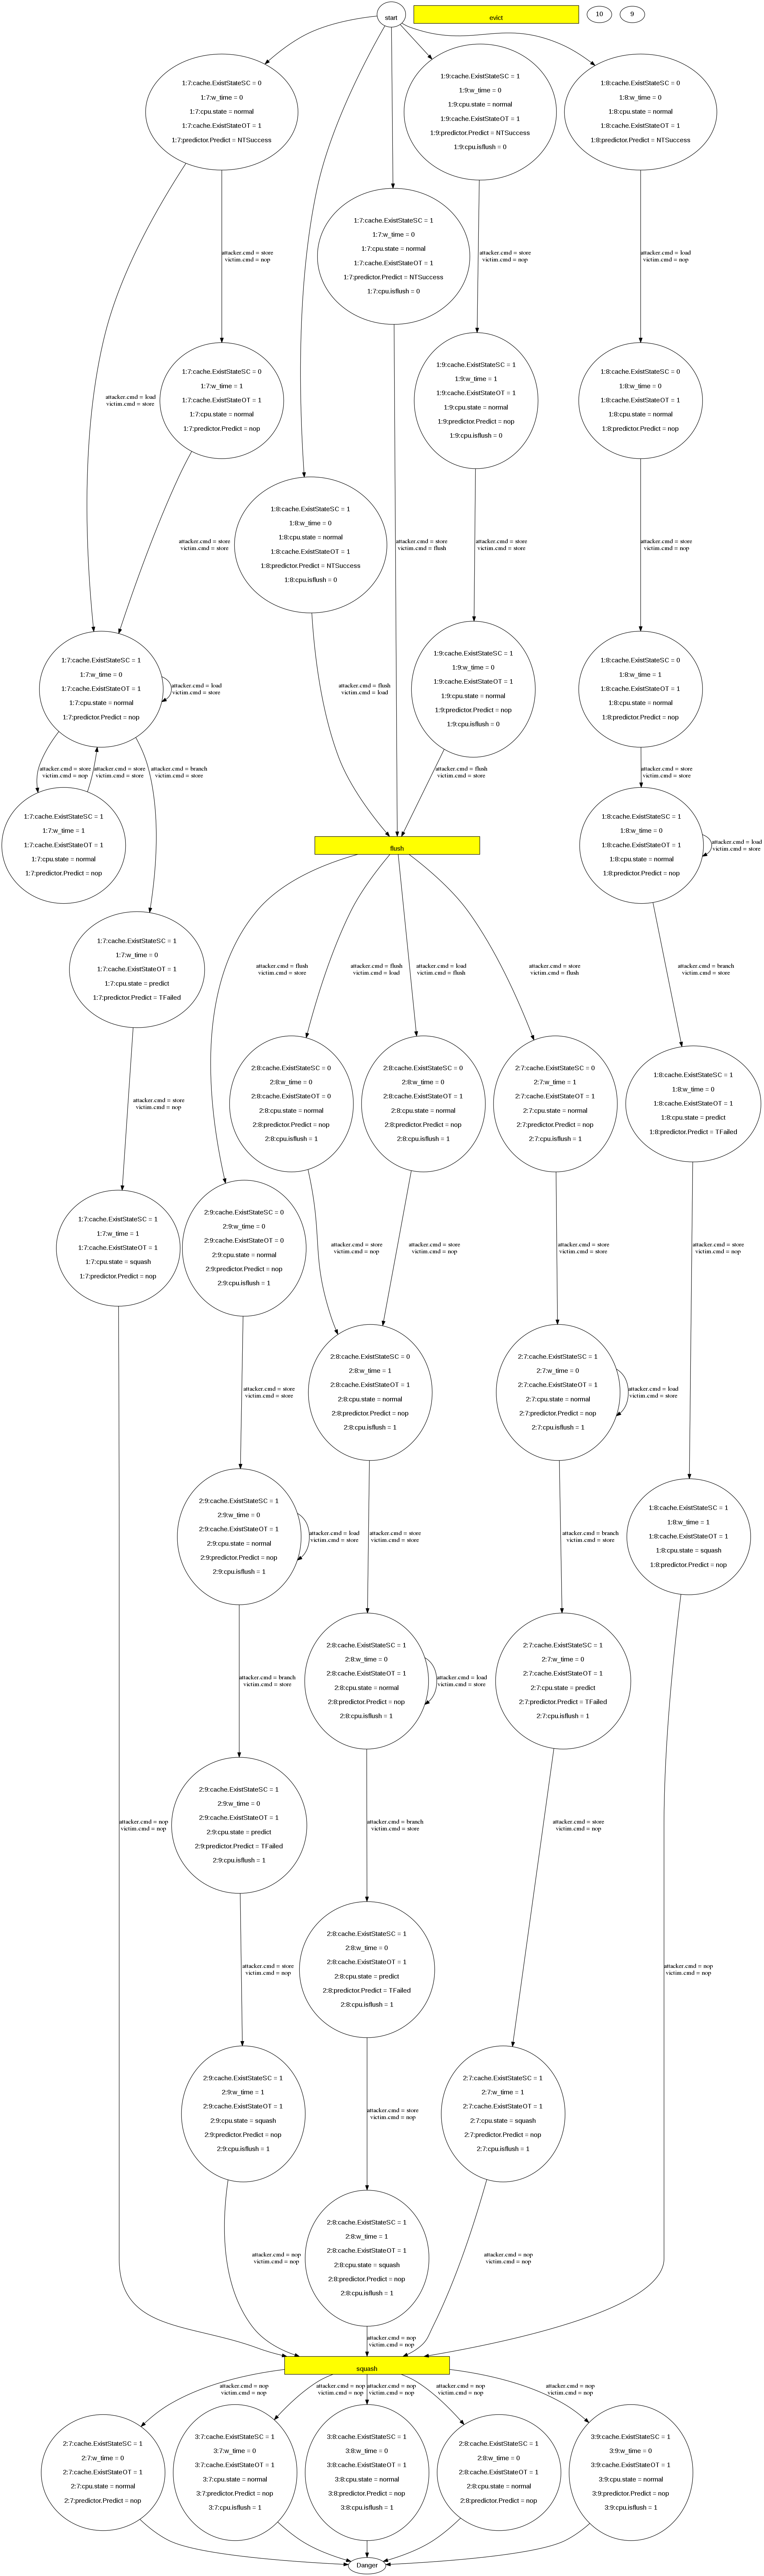 start
evict
10
9
1:7:cache.ExistStateSC = 0
1:7:w_time = 0
1:7:cpu.state = normal
1:7:cache.ExistStateOT = 1
1:7:predictor.Predict = NTSuccess
1:9:cache.ExistStateSC = 1
1:9:w_time = 0
1:9:cpu.state = normal
1:9:cache.ExistStateOT = 1
1:9:predictor.Predict = NTSuccess
1:9:cpu.isflush = 0
1:8:cache.ExistStateSC = 0
1:8:w_time = 0
1:8:cpu.state = normal
1:8:cache.ExistStateOT = 1
1:8:predictor.Predict = NTSuccess
1:7:cache.ExistStateSC = 1
1:7:w_time = 0
1:7:cpu.state = normal
1:7:cache.ExistStateOT = 1
1:7:predictor.Predict = NTSuccess
1:7:cpu.isflush = 0
attacker.cmd = store
victim.cmd = nop
attacker.cmd = store
victim.cmd = nop
attacker.cmd = load
victim.cmd = nop
attacker.cmd = load
victim.cmd = store
1:7:cache.ExistStateSC = 0
1:7:w_time = 1
1:7:cache.ExistStateOT = 1
1:7:cpu.state = normal
1:7:predictor.Predict = nop
1:9:cache.ExistStateSC = 1
1:9:w_time = 1
1:9:cache.ExistStateOT = 1
1:9:cpu.state = normal
1:9:predictor.Predict = nop
1:9:cpu.isflush = 0
1:8:cache.ExistStateSC = 0
1:8:w_time = 0
1:8:cache.ExistStateOT = 1
1:8:cpu.state = normal
1:8:predictor.Predict = nop
attacker.cmd = store
victim.cmd = store
1:8:cache.ExistStateSC = 1
1:8:w_time = 0
1:8:cpu.state = normal
1:8:cache.ExistStateOT = 1
1:8:predictor.Predict = NTSuccess
1:8:cpu.isflush = 0
attacker.cmd = store
victim.cmd = flush
attacker.cmd = store
victim.cmd = store
attacker.cmd = store
victim.cmd = nop
1:7:cache.ExistStateSC = 1
1:7:w_time = 0
1:7:cache.ExistStateOT = 1
1:7:cpu.state = normal
1:7:predictor.Predict = nop
attacker.cmd = load
victim.cmd = store
attacker.cmd = flush
victim.cmd = load
1:9:cache.ExistStateSC = 1
1:9:w_time = 0
1:9:cache.ExistStateOT = 1
1:9:cpu.state = normal
1:9:predictor.Predict = nop
1:9:cpu.isflush = 0
1:8:cache.ExistStateSC = 0
1:8:w_time = 1
1:8:cache.ExistStateOT = 1
1:8:cpu.state = normal
1:8:predictor.Predict = nop
attacker.cmd = store
victim.cmd = nop
attacker.cmd = store
victim.cmd = store
attacker.cmd = branch
victim.cmd = store
attacker.cmd = flush
victim.cmd = store
attacker.cmd = store
victim.cmd = store
1:7:cache.ExistStateSC = 1
1:7:w_time = 1
1:7:cache.ExistStateOT = 1
1:7:cpu.state = normal
1:7:predictor.Predict = nop
flush
1:8:cache.ExistStateSC = 1
1:8:w_time = 0
1:8:cache.ExistStateOT = 1
1:8:cpu.state = normal
1:8:predictor.Predict = nop
attacker.cmd = load
victim.cmd = store
1:7:cache.ExistStateSC = 1
1:7:w_time = 0
1:7:cache.ExistStateOT = 1
1:7:cpu.state = predict
1:7:predictor.Predict = TFailed
attacker.cmd = flush
victim.cmd = store
attacker.cmd = flush
victim.cmd = load
attacker.cmd = load
victim.cmd = flush
attacker.cmd = store
victim.cmd = flush
attacker.cmd = branch
victim.cmd = store
attacker.cmd = store
victim.cmd = nop
2:8:cache.ExistStateSC = 0
2:8:w_time = 0
2:8:cache.ExistStateOT = 0
2:8:cpu.state = normal
2:8:predictor.Predict = nop
2:8:cpu.isflush = 1
2:8:cache.ExistStateSC = 0
2:8:w_time = 0
2:8:cache.ExistStateOT = 1
2:8:cpu.state = normal
2:8:predictor.Predict = nop
2:8:cpu.isflush = 1
2:7:cache.ExistStateSC = 0
2:7:w_time = 1
2:7:cache.ExistStateOT = 1
2:7:cpu.state = normal
2:7:predictor.Predict = nop
2:7:cpu.isflush = 1
1:8:cache.ExistStateSC = 1
1:8:w_time = 0
1:8:cache.ExistStateOT = 1
1:8:cpu.state = predict
1:8:predictor.Predict = TFailed
1:7:cache.ExistStateSC = 1
1:7:w_time = 1
1:7:cache.ExistStateOT = 1
1:7:cpu.state = squash
1:7:predictor.Predict = nop
2:9:cache.ExistStateSC = 0
2:9:w_time = 0
2:9:cache.ExistStateOT = 0
2:9:cpu.state = normal
2:9:predictor.Predict = nop
2:9:cpu.isflush = 1
attacker.cmd = store
victim.cmd = nop
attacker.cmd = store
victim.cmd = nop
attacker.cmd = store
victim.cmd = store
attacker.cmd = store
victim.cmd = nop
attacker.cmd = store
victim.cmd = store
2:8:cache.ExistStateSC = 0
2:8:w_time = 1
2:8:cache.ExistStateOT = 1
2:8:cpu.state = normal
2:8:predictor.Predict = nop
2:8:cpu.isflush = 1
2:7:cache.ExistStateSC = 1
2:7:w_time = 0
2:7:cache.ExistStateOT = 1
2:7:cpu.state = normal
2:7:predictor.Predict = nop
2:7:cpu.isflush = 1
attacker.cmd = load
victim.cmd = store
2:9:cache.ExistStateSC = 1
2:9:w_time = 0
2:9:cache.ExistStateOT = 1
2:9:cpu.state = normal
2:9:predictor.Predict = nop
2:9:cpu.isflush = 1
attacker.cmd = load
victim.cmd = store
attacker.cmd = store
victim.cmd = store
attacker.cmd = branch
victim.cmd = store
1:8:cache.ExistStateSC = 1
1:8:w_time = 1
1:8:cache.ExistStateOT = 1
1:8:cpu.state = squash
1:8:predictor.Predict = nop
attacker.cmd = branch
victim.cmd = store
2:8:cache.ExistStateSC = 1
2:8:w_time = 0
2:8:cache.ExistStateOT = 1
2:8:cpu.state = normal
2:8:predictor.Predict = nop
2:8:cpu.isflush = 1
attacker.cmd = load
victim.cmd = store
2:7:cache.ExistStateSC = 1
2:7:w_time = 0
2:7:cache.ExistStateOT = 1
2:7:cpu.state = predict
2:7:predictor.Predict = TFailed
2:7:cpu.isflush = 1
attacker.cmd = nop
victim.cmd = nop
2:9:cache.ExistStateSC = 1
2:9:w_time = 0
2:9:cache.ExistStateOT = 1
2:9:cpu.state = predict
2:9:predictor.Predict = TFailed
2:9:cpu.isflush = 1
attacker.cmd = branch
victim.cmd = store
attacker.cmd = store
victim.cmd = nop
attacker.cmd = store
victim.cmd = nop
2:8:cache.ExistStateSC = 1
2:8:w_time = 0
2:8:cache.ExistStateOT = 1
2:8:cpu.state = predict
2:8:predictor.Predict = TFailed
2:8:cpu.isflush = 1
attacker.cmd = nop
victim.cmd = nop
2:9:cache.ExistStateSC = 1
2:9:w_time = 1
2:9:cache.ExistStateOT = 1
2:9:cpu.state = squash
2:9:predictor.Predict = nop
2:9:cpu.isflush = 1
attacker.cmd = store
victim.cmd = nop
2:7:cache.ExistStateSC = 1
2:7:w_time = 1
2:7:cache.ExistStateOT = 1
2:7:cpu.state = squash
2:7:predictor.Predict = nop
2:7:cpu.isflush = 1
attacker.cmd = nop
victim.cmd = nop
2:8:cache.ExistStateSC = 1
2:8:w_time = 1
2:8:cache.ExistStateOT = 1
2:8:cpu.state = squash
2:8:predictor.Predict = nop
2:8:cpu.isflush = 1
attacker.cmd = nop
victim.cmd = nop
attacker.cmd = nop
victim.cmd = nop
squash
attacker.cmd = nop
victim.cmd = nop
attacker.cmd = nop
victim.cmd = nop
attacker.cmd = nop
victim.cmd = nop
attacker.cmd = nop
victim.cmd = nop
attacker.cmd = nop
victim.cmd = nop
2:7:cache.ExistStateSC = 1
2:7:w_time = 0
2:7:cache.ExistStateOT = 1
2:7:cpu.state = normal
2:7:predictor.Predict = nop
3:7:cache.ExistStateSC = 1
3:7:w_time = 0
3:7:cache.ExistStateOT = 1
3:7:cpu.state = normal
3:7:predictor.Predict = nop
3:7:cpu.isflush = 1
3:8:cache.ExistStateSC = 1
3:8:w_time = 0
3:8:cache.ExistStateOT = 1
3:8:cpu.state = normal
3:8:predictor.Predict = nop
3:8:cpu.isflush = 1
2:8:cache.ExistStateSC = 1
2:8:w_time = 0
2:8:cache.ExistStateOT = 1
2:8:cpu.state = normal
2:8:predictor.Predict = nop
3:9:cache.ExistStateSC = 1
3:9:w_time = 0
3:9:cache.ExistStateOT = 1
3:9:cpu.state = normal
3:9:predictor.Predict = nop
3:9:cpu.isflush = 1
Danger